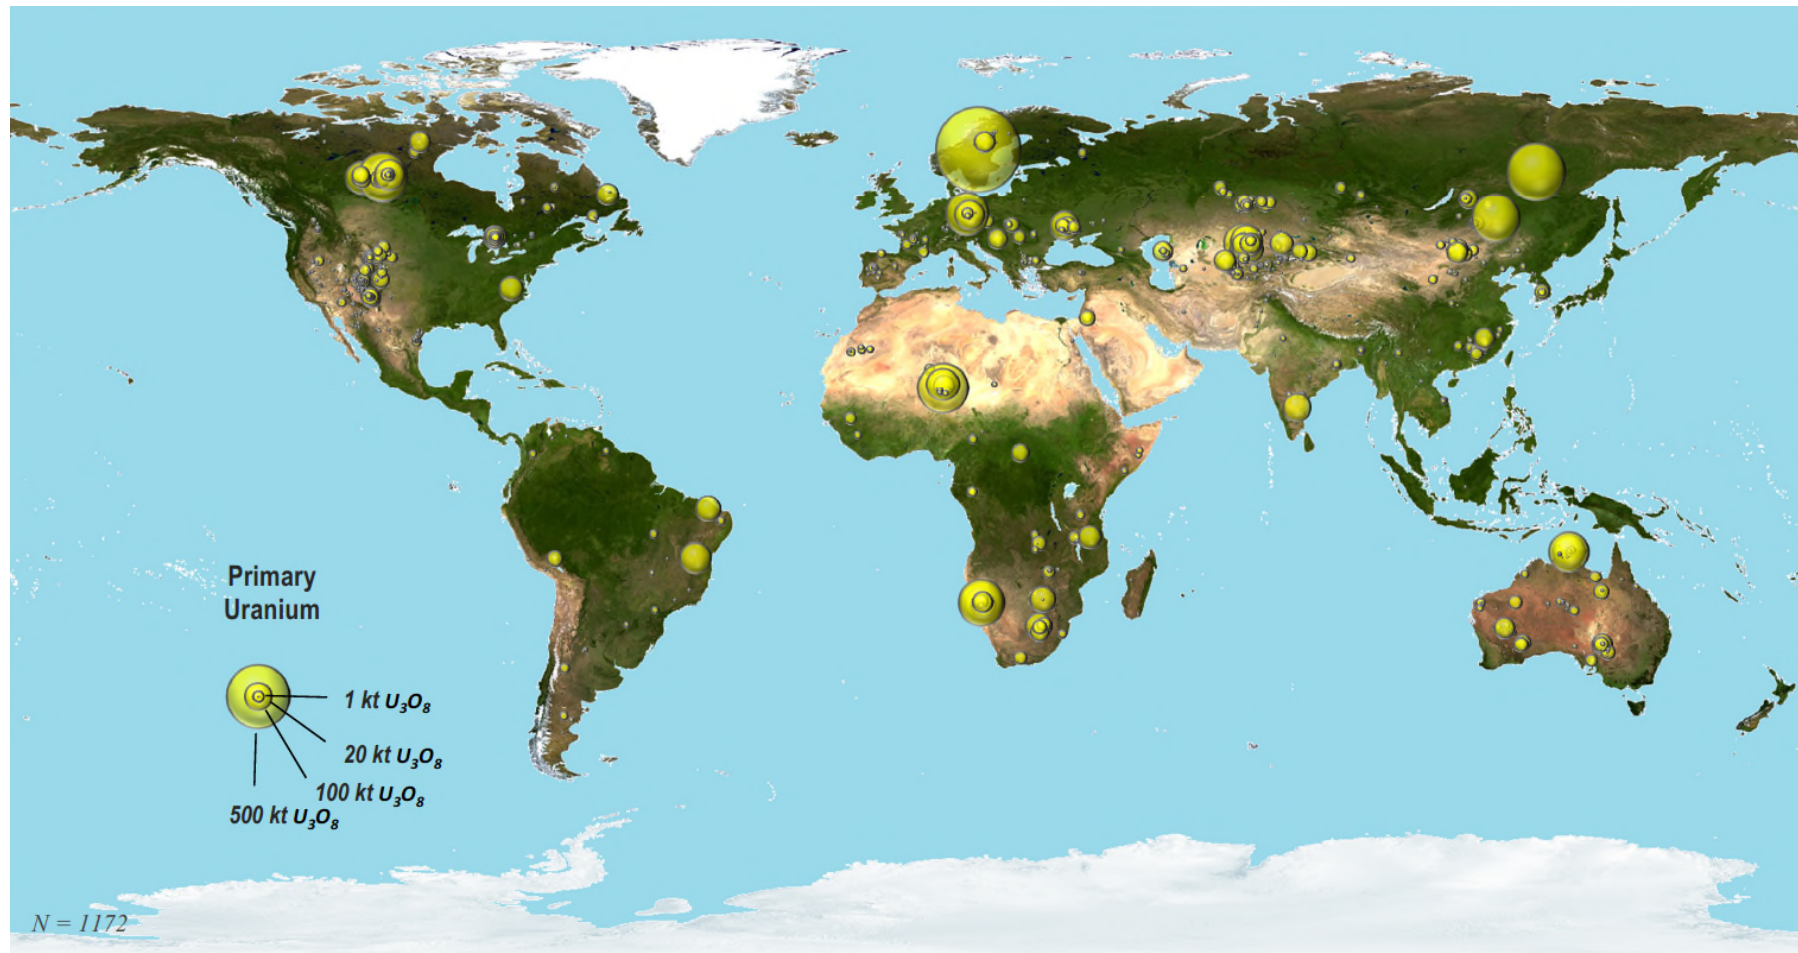 Primary
Uranium
1 kt U₃O₈
20 kt U₃O₈
100 kt U₃O₈
500 kt U₃O₈
N = 1172